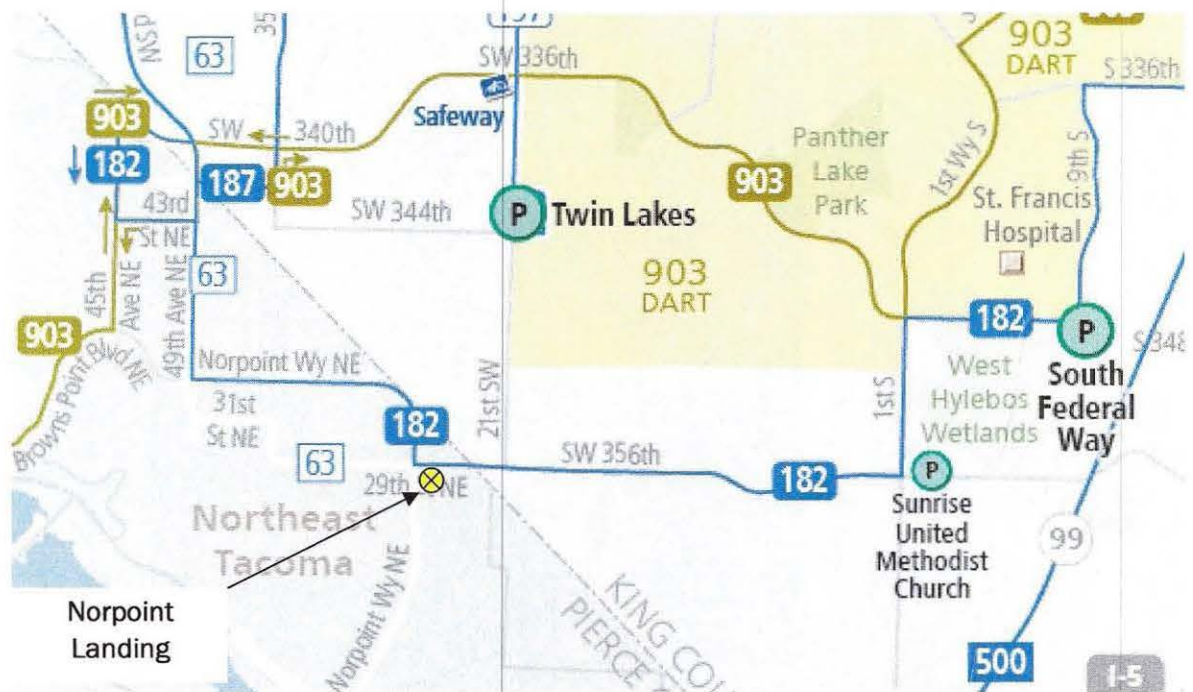 63
SW 336th
903
DART
S 336th
Safeway
903
SW
340th
182
187
903
43rd
St NE
SW 344th
P
Twin Lakes
903
Panther
Lake
Park
1st Wy S
9th S
St. Francis
Hospital
63
903
DART
182
P
South
Federal
Way
903
45th
Ave NE
49th Ave NE
Browns Point Blvd NE
Norpoint Wy NE
31st
St NE
21st SW
1st S
West
Hylebos
Wetlands
182
63
29th
NE
SW 356th
182
P
Sunrise
United
Methodist
Church
99
Northeast
Tacoma
Norpoint
Landing
Norpoint Wy NE
500
I-5